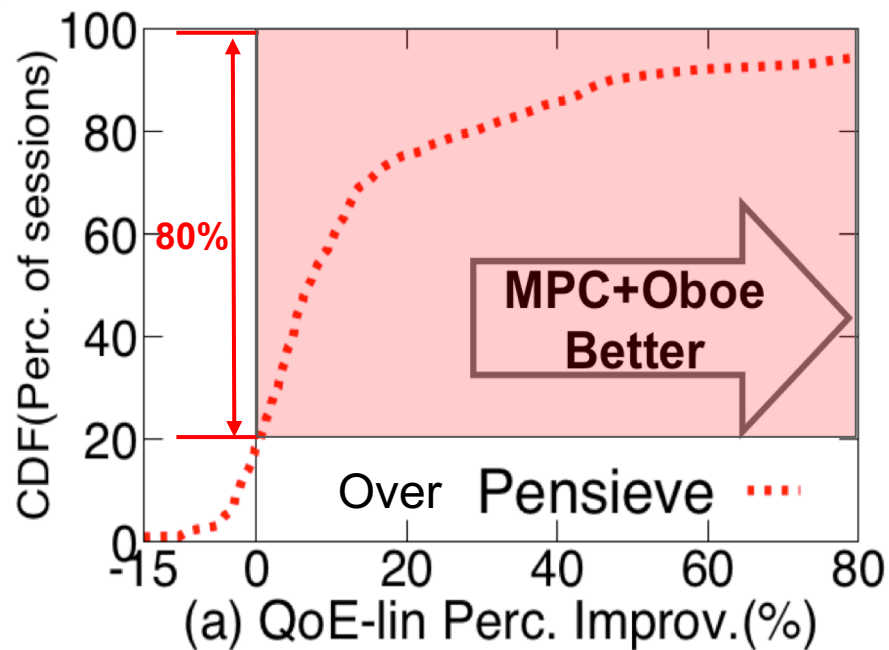 100
80
60
40
20
0
CDF(Perc. of sessions)
80%
MPC+Oboe
Better
Over Pensieve
-15 0 20 40 60 80
(a) QoE-lin Perc. Improv.(%)